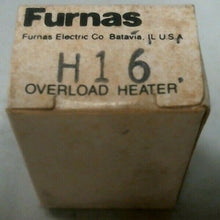 Furnas
Furnas Electric Co. Batavia, IL U.S.A.
H16
OVERLOAD HEATER